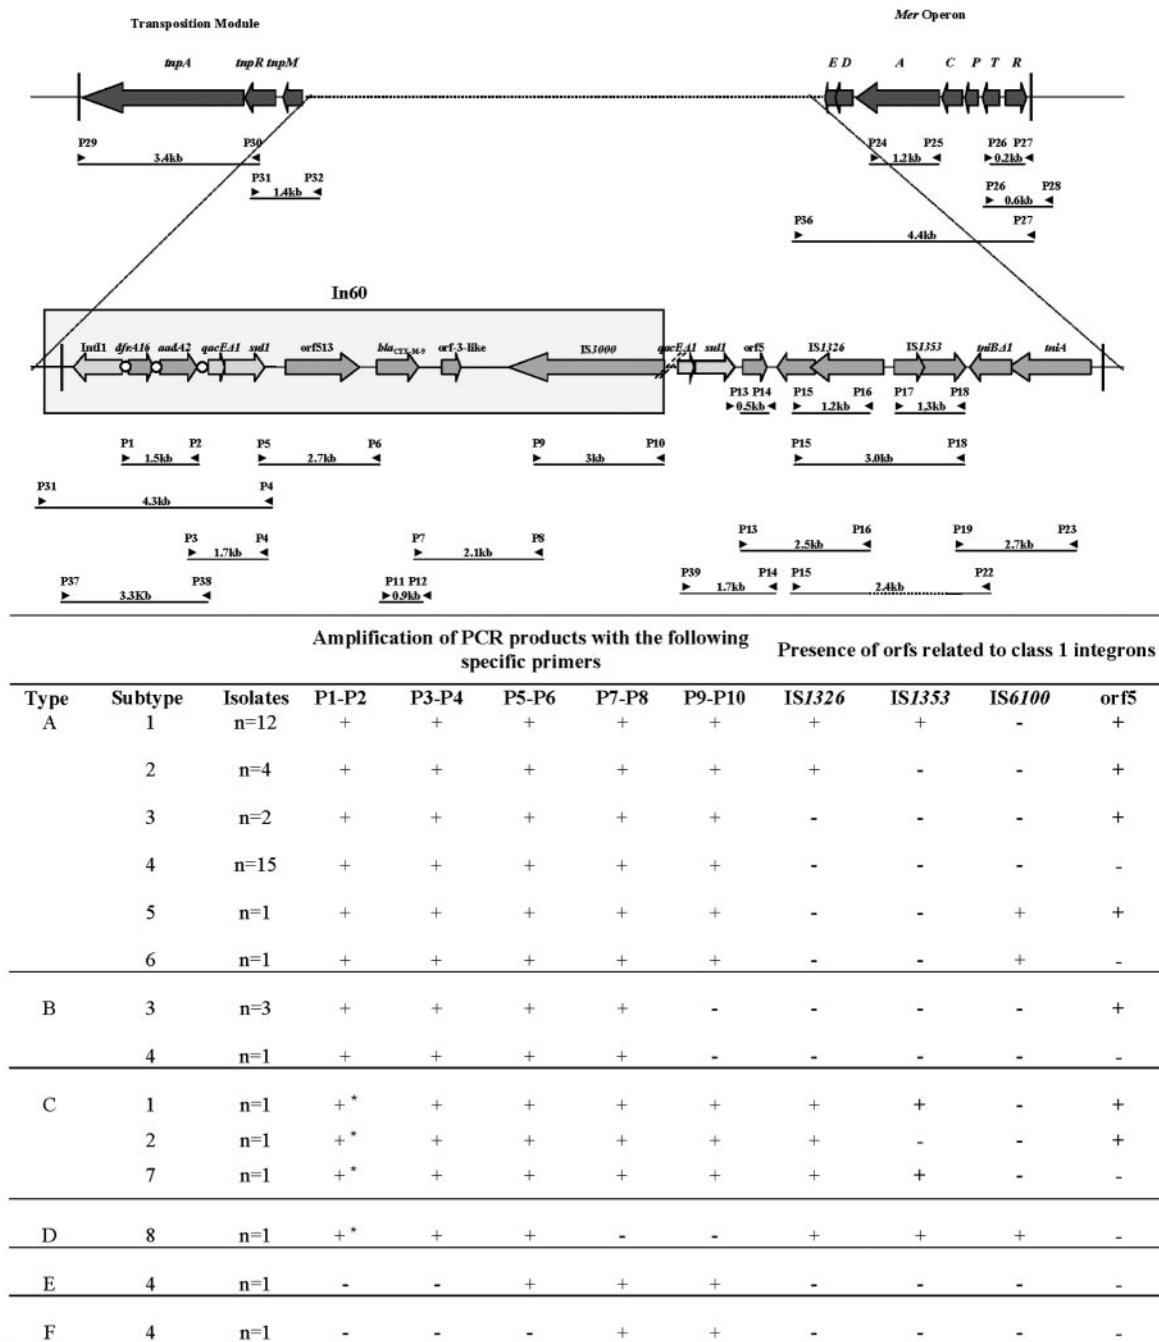 Transposition Module
Mer Operon
tnpA tnpR tnpM
E D A C P T R
P29 P30
3.4kb
P31 P32
1.4kb
P24 P25 P26 P27
1.2kb 0.2kb
P26 P28
0.6kb
P36 P27
4.4kb
In60
IntI1 dfrA16 aadA2 qacEΔ1 sul1 orf513 bla CTX-M-9 orf-3-like IS3000 qacEΔ1 sul1 orf5 IS1326 IS1353 tniBΔ1 tniA
P13 P14 P15 P16 P17 P18
0.5kb 1.2kb 1,3kb
P1 P2 P5 P6 P9 P10 P15 P18
1.5kb 2.7kb 3kb 3.0kb
P31 P4
4.3kb
P3 P4 P7 P8 P13 P16 P19 P23
1.7kb 2.1kb 2.5kb 2.7kb
P37 P38 P11 P12 P39 P14 P15 P22
3.3Kb 0.9kb 1.7kb 2.4kb
Amplification of PCR products with the following
specific primers
Presence of orfs related to class 1 integrons
Type Subtype Isolates P1-P2 P3-P4 P5-P6 P7-P8 P9-P10 IS1326 IS1353 IS6100 orf5
A 1 n=12 + + + + + + + - +
2 n=4 + + + + + + - - +
3 n=2 + + + + + - - - +
4 n=15 + + + + + - - - -
5 n=1 + + + + + - - + +
6 n=1 + + + + + - - + -
B 3 n=3 + + + + - - - - +
4 n=1 + + + + - - - - -
C 1 n=1 +* + + + + + + - +
2 n=1 +* + + + + + - - +
7 n=1 +* + + + + + + - -
D 8 n=1 +* + + - - + + + -
E 4 n=1 - - + + + - - - -
F 4 n=1 - - - + + - - - -